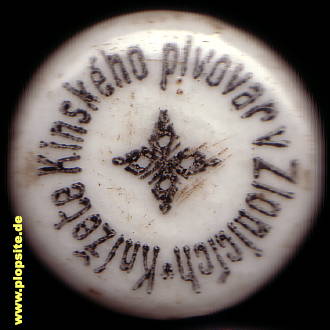 Knížete Kinského pivovar v Zlonicích *
www.plopsite.de